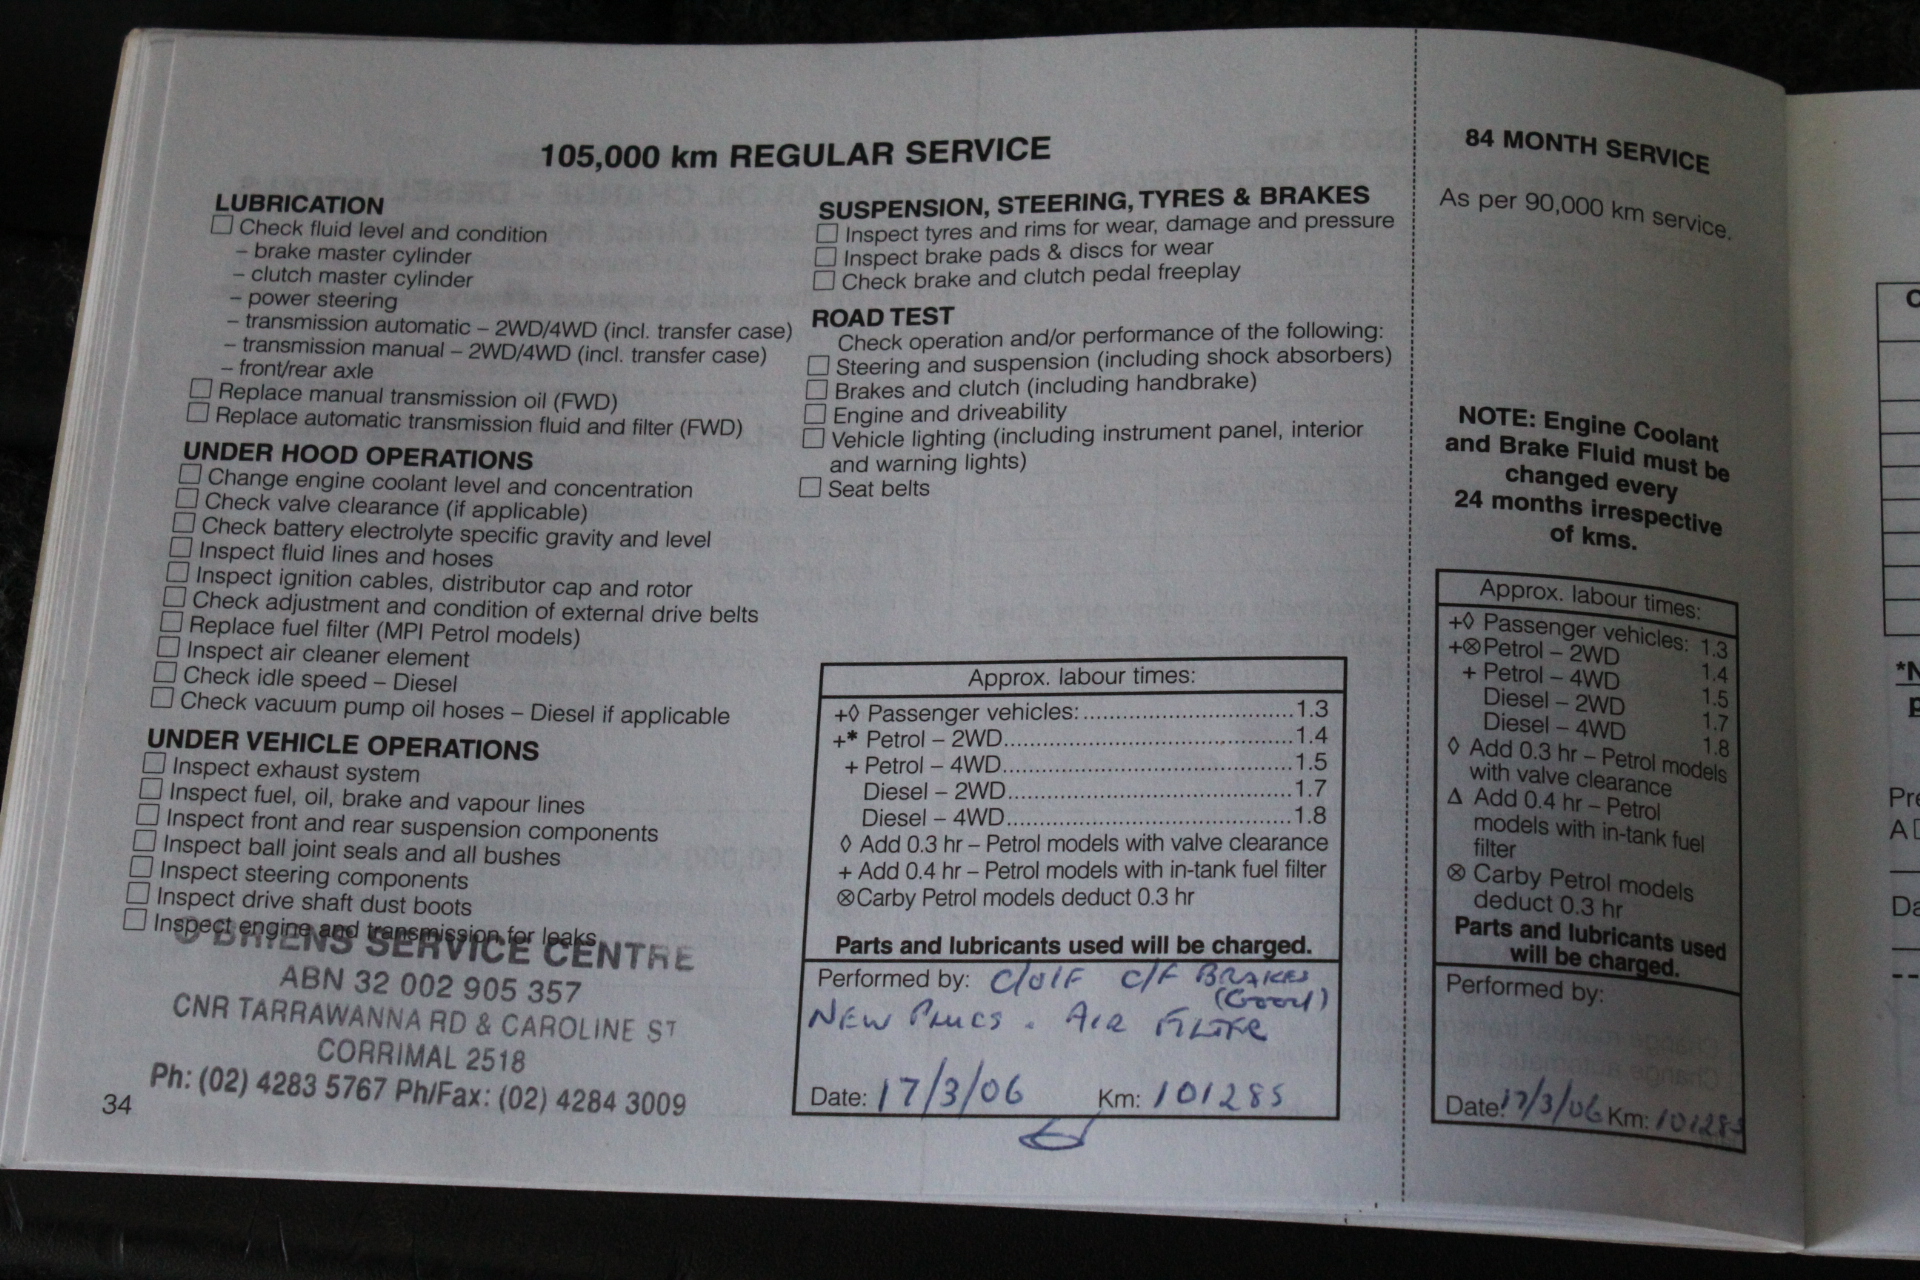 105,000 km REGULAR SERVICE
LUBRICATION
Check fluid level and condition
– brake master cylinder
– clutch master cylinder
– power steering
– transmission automatic – 2WD/4WD (incl. transfer case)
– transmission manual – 2WD/4WD (incl. transfer case)
– front/rear axle
Replace manual transmission oil (FWD)
Replace automatic transmission fluid and filter (FWD)
UNDER HOOD OPERATIONS
Change engine coolant level and concentration
Check valve clearance (if applicable)
Check battery electrolyte specific gravity and level
Inspect fluid lines and hoses
Inspect ignition cables, distributor cap and rotor
Check adjustment and condition of external drive belts
Replace fuel filter (MPI Petrol models)
Inspect air cleaner element
Check idle speed – Diesel
Check vacuum pump oil hoses – Diesel if applicable
UNDER VEHICLE OPERATIONS
Inspect exhaust system
Inspect fuel, oil, brake and vapour lines
Inspect front and rear suspension components
Inspect ball joint seals and all bushes
Inspect steering components
Inspect drive shaft dust boots
Inspect engine and transmission for leaks
O'BRIENS SERVICE CENTRE
ABN 32 002 905 357
CNR TARRAWANNA RD & CAROLINE ST
CORRIMAL 2518
Ph: (02) 4283 5767 Ph/Fax: (02) 4284 3009
34
SUSPENSION, STEERING, TYRES & BRAKES
Inspect tyres and rims for wear, damage and pressure
Inspect brake pads & discs for wear
Check brake and clutch pedal freeplay
ROAD TEST
Check operation and/or performance of the following:
Steering and suspension (including shock absorbers)
Brakes and clutch (including handbrake)
Engine and driveability
Vehicle lighting (including instrument panel, interior
and warning lights)
Seat belts
Approx. labour times:
+◊ Passenger vehicles:..............................1.3
+* Petrol – 2WD..............................1.4
+ Petrol – 4WD..............................1.5
Diesel – 2WD..............................1.7
Diesel – 4WD..............................1.8
◊ Add 0.3 hr – Petrol models with valve clearance
+ Add 0.4 hr – Petrol models with in-tank fuel filter
⊗Carby Petrol models deduct 0.3 hr
Parts and lubricants used will be charged.
Performed by: C/OIF C/F BRAKES
(Good)
NEW PLUGS . AIR FILTER
Date: 17/3/06 Km: 101285
84 MONTH SERVICE
As per 90,000 km service.
NOTE: Engine Coolant
and Brake Fluid must be
changed every
24 months irrespective
of kms.
Approx. labour times:
+◊ Passenger vehicles: 1.3
+⊗Petrol – 2WD 1.4
+ Petrol – 4WD 1.5
Diesel – 2WD 1.7
Diesel – 4WD 1.8
◊ Add 0.3 hr – Petrol models
with valve clearance
Δ Add 0.4 hr – Petrol
models with in-tank fuel
filter
⊗ Carby Petrol models
deduct 0.3 hr
Parts and lubricants used
will be charged.
Performed by:
Date: 17/3/06 Km: 101285